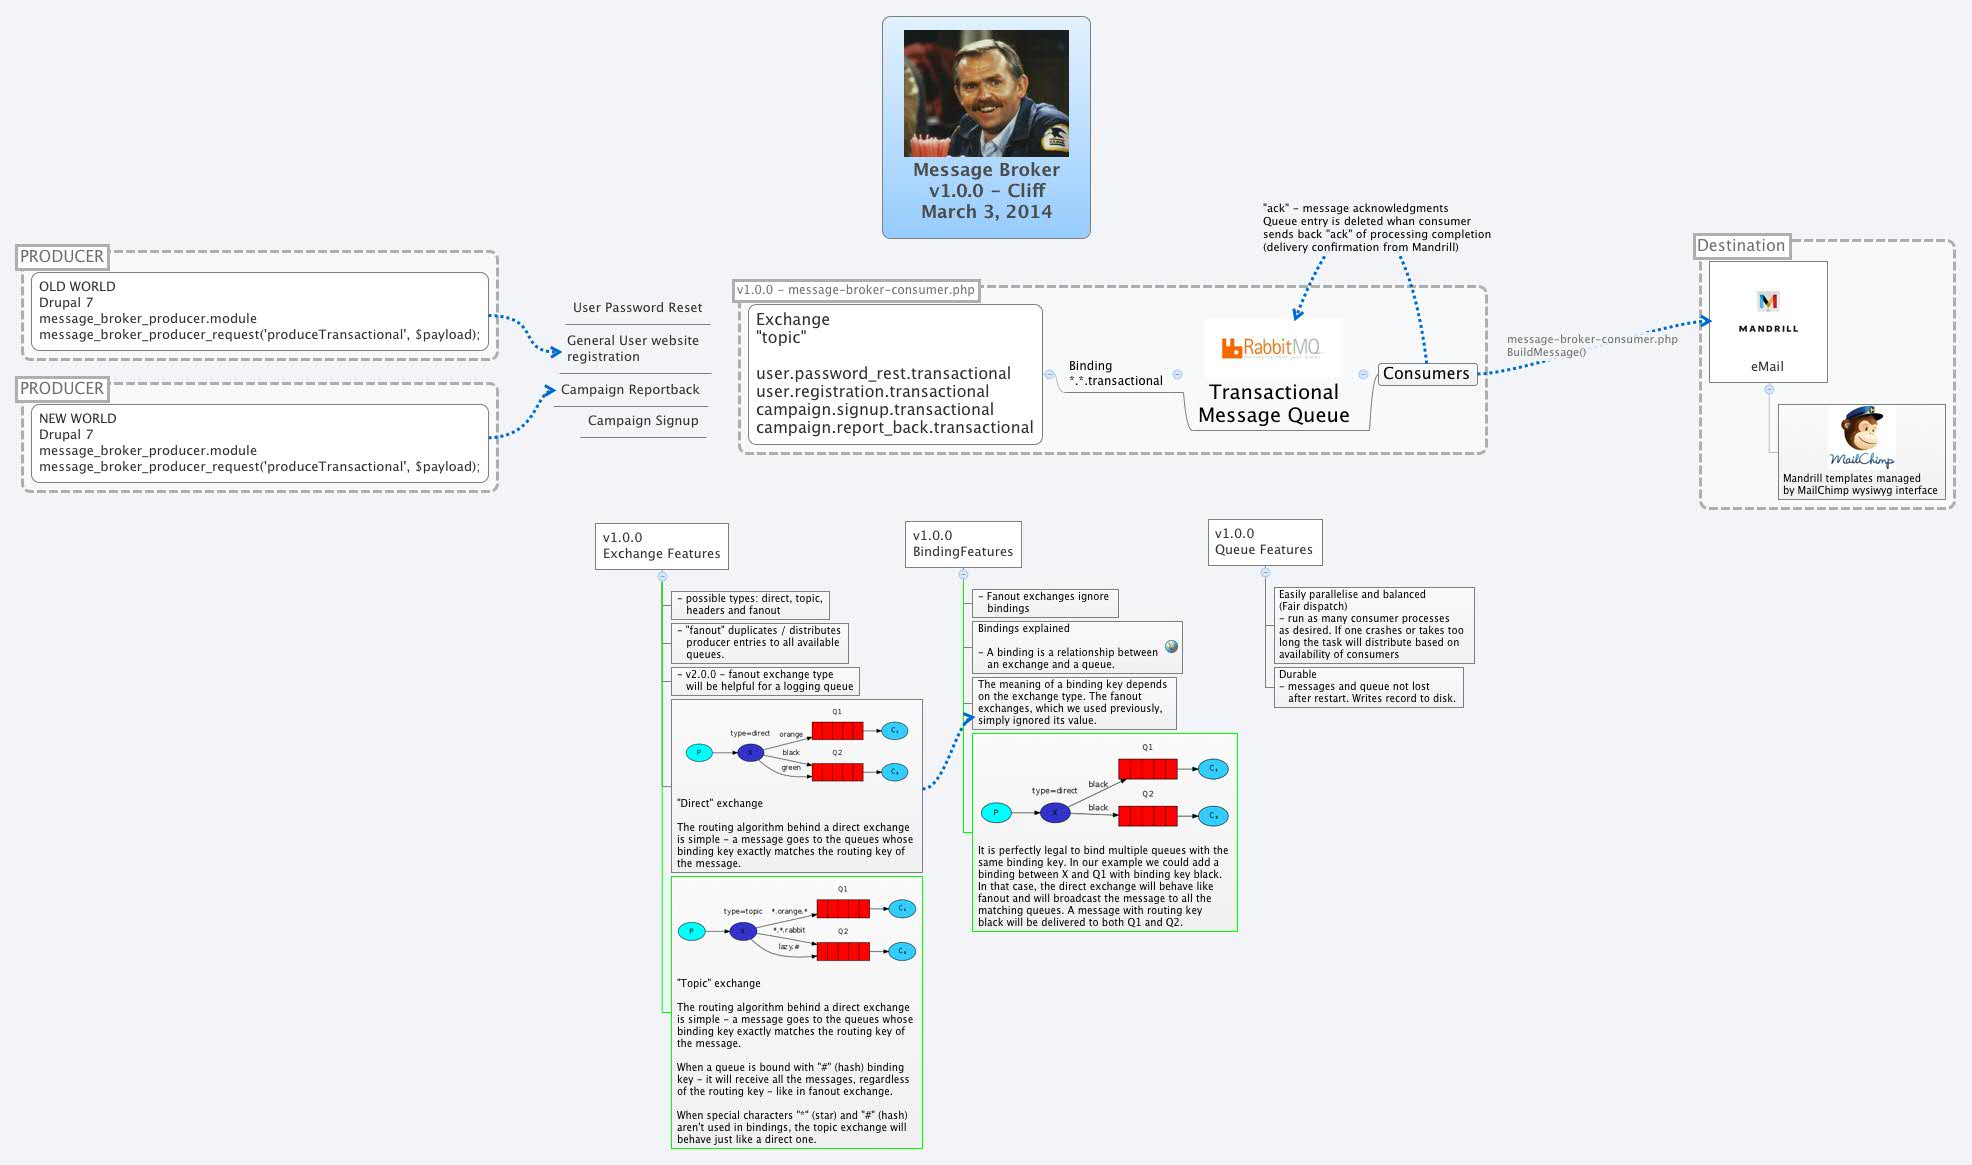 Message Broker
v1.0.0 - Cliff
March 3, 2014
"ack" - message acknowledgments
Queue entry is deleted whan consumer
sends back "ack" of processing completion
(delivery confirmation from Mandrill)
PRODUCER
OLD WORLD
Drupal 7
message_broker_producer.module
message_broker_producer_request('produceTransactional', $payload);
PRODUCER
NEW WORLD
Drupal 7
message_broker_producer.module
message_broker_producer_request('produceTransactional', $payload);
User Password Reset
General User website
registration
Campaign Reportback
Campaign Signup
v1.0.0 - message-broker-consumer.php
Exchange
"topic"
user.password_rest.transactional
user.registration.transactional
campaign.signup.transactional
campaign.report_back.transactional
Binding
*.*.transactional
RabbitMQ
Transactional
Message Queue
Consumers
message-broker-consumer.php
BuildMessage()
Destination
MANDRILL
eMail
MailChimp
Mandrill templates managed
by MailChimp wysiwyg interface
v1.0.0
Exchange Features
- possible types: direct, topic,
headers and fanout
- "fanout" duplicates / distributes
producer entries to all available
queues.
- v2.0.0 - fanout exchange type
will be helpful for a logging queue
Q1
type=direct orange
P X C₁
black Q2
green C₂
"Direct" exchange
The routing algorithm behind a direct exchange
is simple - a message goes to the queues whose
binding key exactly matches the routing key of
the message.
Q1
type=topic *.orange.*
P X C₁
*.*.rabbit Q2
lazy.# C₂
"Topic" exchange
The routing algorithm behind a direct exchange
is simple - a message goes to the queues whose
binding key exactly matches the routing key of
the message.
When a queue is bound with "#" (hash) binding
key - it will receive all the messages, regardless
of the routing key - like in fanout exchange.
When special characters "*" (star) and "#" (hash)
aren't used in bindings, the topic exchange will
behave just like a direct one.
v1.0.0
BindingFeatures
- Fanout exchanges ignore
bindings
Bindings explained
- A binding is a relationship between
an exchange and a queue.
The meaning of a binding key depends
on the exchange type. The fanout
exchanges, which we used previously,
simply ignored its value.
Q1
type=direct black C₁
Q2
P X black C₂
It is perfectly legal to bind multiple queues with the
same binding key. In our example we could add a
binding between X and Q1 with binding key black.
In that case, the direct exchange will behave like
fanout and will broadcast the message to all the
matching queues. A message with routing key
black will be delivered to both Q1 and Q2.
v1.0.0
Queue Features
Easily parallelise and balanced
(Fair dispatch)
- run as many consumer processes
as desired. If one crashes or takes too
long the task will distribute based on
availability of consumers
Durable
- messages and queue not lost
after restart. Writes record to disk.